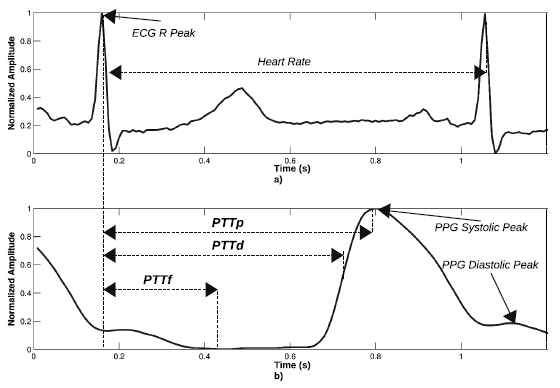 1
0.8
0.6
0.4
0.2
0
Normalized Amplitude
ECG R Peak
Heart Rate
0 0.2 0.4 0.6 0.8 1
Time (s)
a)
1
0.8
0.6
0.4
0.2
0
Normalized Amplitude
PTTp
PTTd
PTTf
PPG Systolic Peak
PPG Diastolic Peak
0 0.2 0.4 0.6 0.8 1
Time (s)
b)